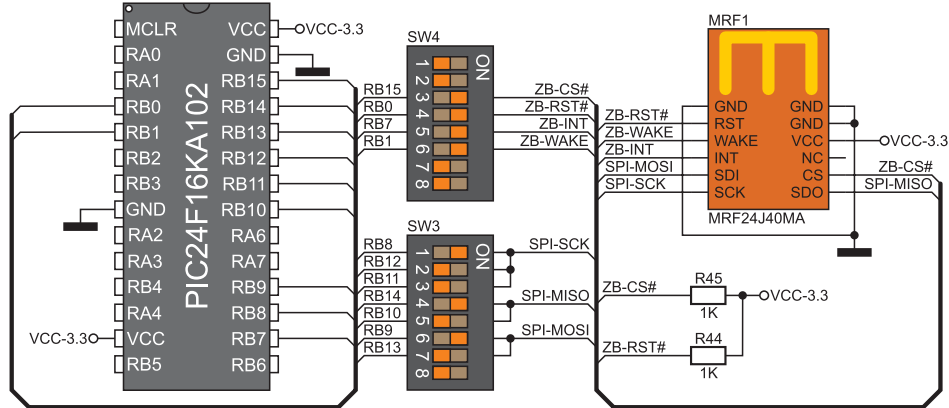 PIC24F16KA102
MCLR
RA0
RA1
RB0
RB1
RB2
RB3
GND
RA2
RA3
RB4
RA4
VCC
RB5
VCC
GND
RB15
RB14
RB13
RB12
RB11
RB10
RA6
RA7
RB9
RB8
RB7
RB6
VCC-3.3
VCC-3.3
SW4
ON
1
2
3
4
5
6
7
8
RB15
RB0
RB7
RB1
ZB-CS#
ZB-RST#
ZB-INT
ZB-WAKE
SW3
ON
1
2
3
4
5
6
7
8
RB8
RB12
RB11
RB14
RB10
RB9
RB13
SPI-SCK
SPI-MISO
SPI-MOSI
MRF1
ZB-RST#
ZB-WAKE
ZB-INT
SPI-MOSI
SPI-SCK
GND
RST
WAKE
INT
SDI
SCK
GND
GND
VCC
NC
CS
SDO
MRF24J40MA
VCC-3.3
ZB-CS#
SPI-MISO
ZB-CS#
R45
1K
VCC-3.3
ZB-RST#
R44
1K